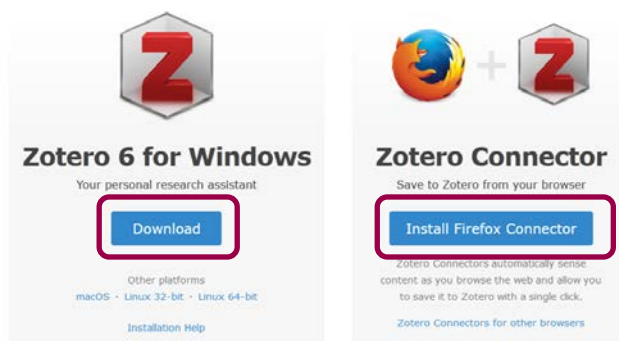 Z
Zotero 6 for Windows
Your personal research assistant
Download
Other platforms
macOS · Linux 32-bit · Linux 64-bit
Installation Help
+ Z
Zotero Connector
Save to Zotero from your browser
Install Firefox Connector
Zotero Connectors automatically sense
content as you browse the web and allow you
to save it to Zotero with a single click.
Zotero Connectors for other browsers